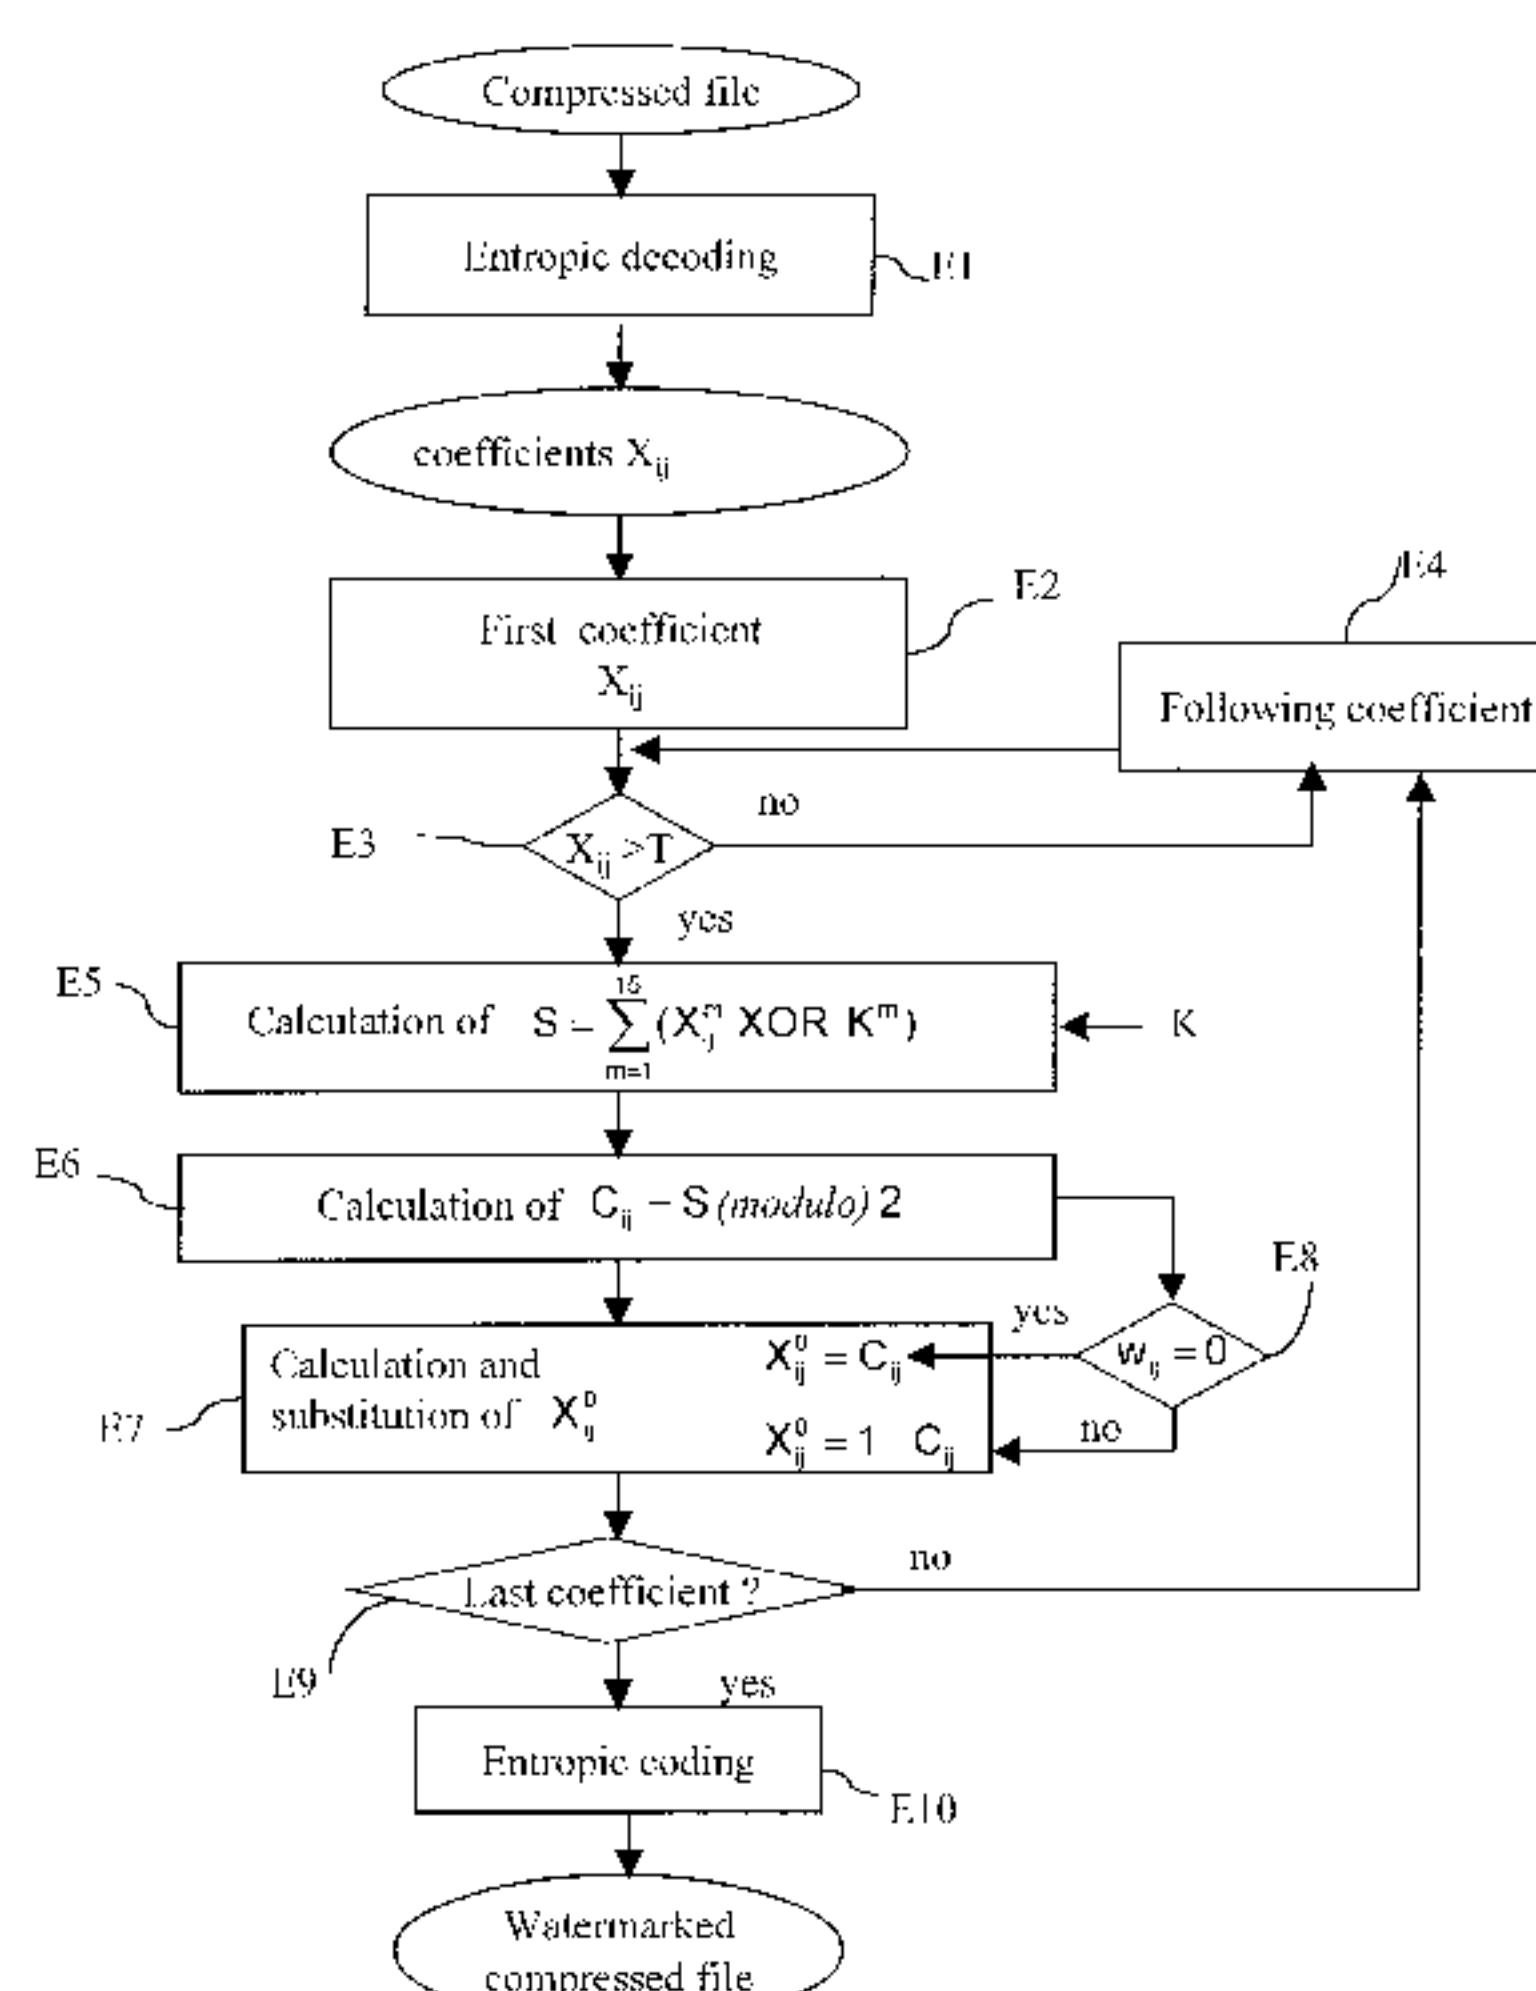 Compressed file
Entropic decoding
E1
coefficients X_ij
First coefficient
X_ij
E2
E4
Following coefficient
no
E3
X_ij >T
yes
E5
Calculation of S = ∑ (X_ij^m XOR K^m)
15
m=1
K
E6
Calculation of C_ij = S (modulo) 2
E8
yes
w_ij = 0
Calculation and
substitution of X_ij^0
X_ij^0 = C_ij
X_ij^0 = 1 C_ij
no
E7
Last coefficient ?
no
E9
yes
Entropic coding
E10
Watermarked
compressed file